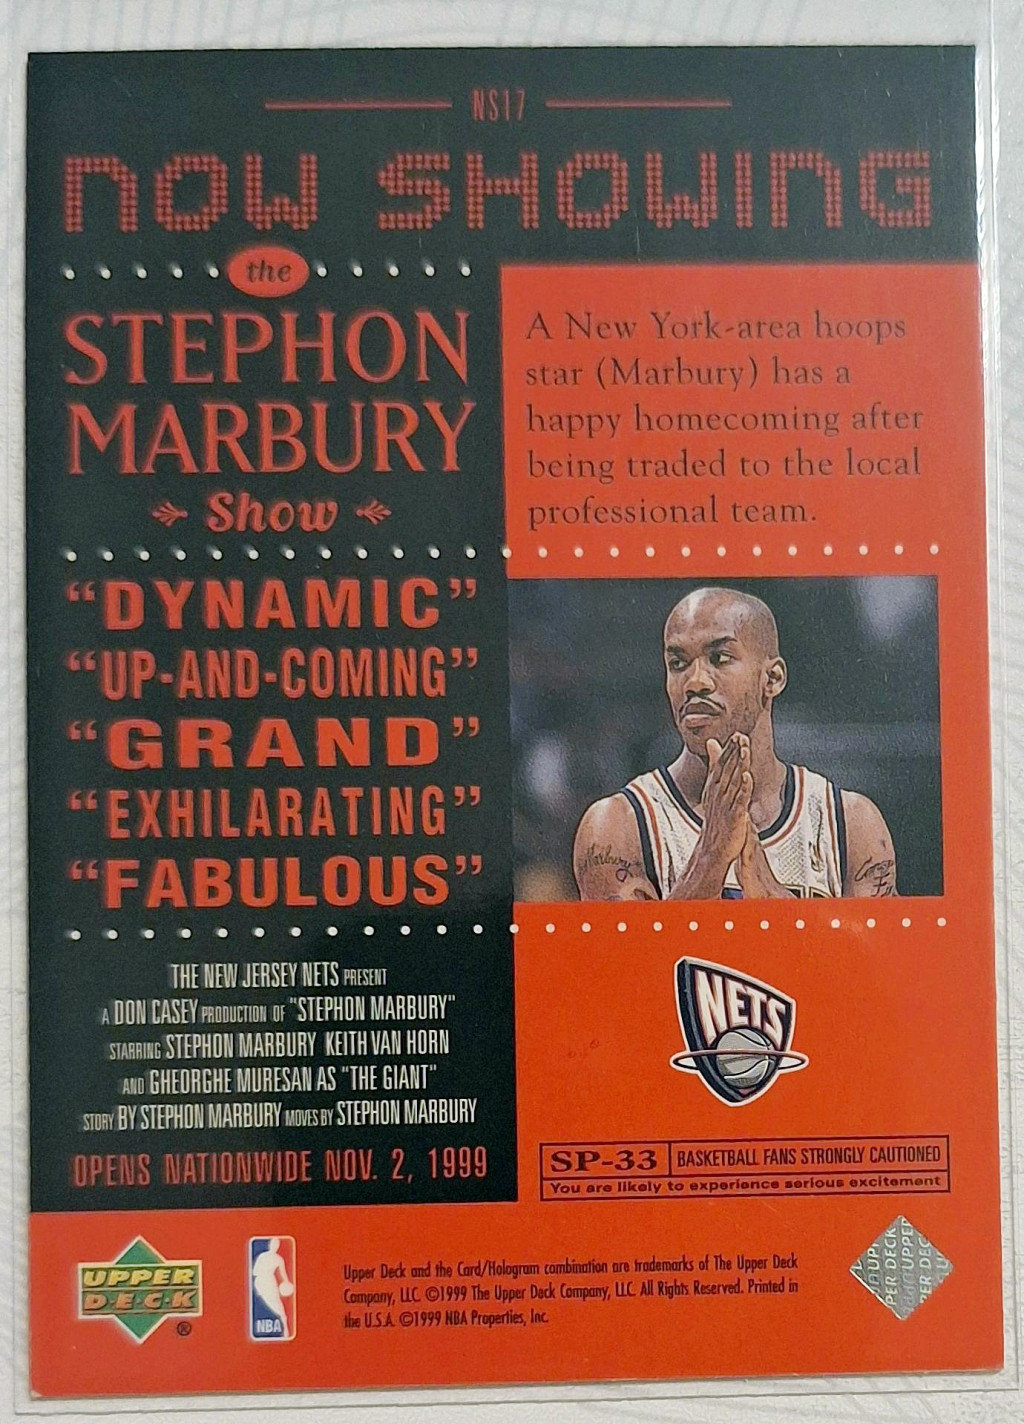 NS17
NOW SHOWING
the
STEPHON
MARBURY
Show
A New York-area hoops
star (Marbury) has a
happy homecoming after
being traded to the local
professional team.
"DYNAMIC"
"UP-AND-COMING"
"GRAND"
"EXHILARATING"
"FABULOUS"
Marbury
THE NEW JERSEY NETS PRESENT
A DON CASEY PRODUCTION OF "STEPHON MARBURY"
STARRING STEPHON MARBURY KEITH VAN HORN
AND GHEORGHE MURESAN AS "THE GIANT"
STORY BY STEPHON MARBURY MOVES BY STEPHON MARBURY
OPENS NATIONWIDE NOV. 2, 1999
NETS
SP-33 BASKETBALL FANS STRONGLY CAUTIONED
You are likely to experience serious excitement
UPPER
D·E·C·K
®
NBA
Upper Deck and the Card/Hologram combination are trademarks of The Upper Deck
Company, LLC. ©1999 The Upper Deck Company, LLC. All Rights Reserved. Printed in
the U.S.A. ©1999 NBA Properties, Inc.
PER DECK
UPPER
PER DEC